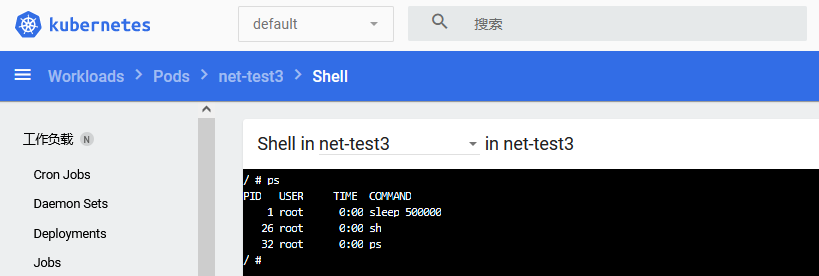 kubernetes default 搜索
Workloads Pods net-test3 Shell
工作负载 N
Cron Jobs
Daemon Sets
Deployments
Jobs
Shell in net-test3 in net-test3
/ # ps
PID USER TIME COMMAND
1 root 0:00 sleep 500000
26 root 0:00 sh
32 root 0:00 ps
/ #